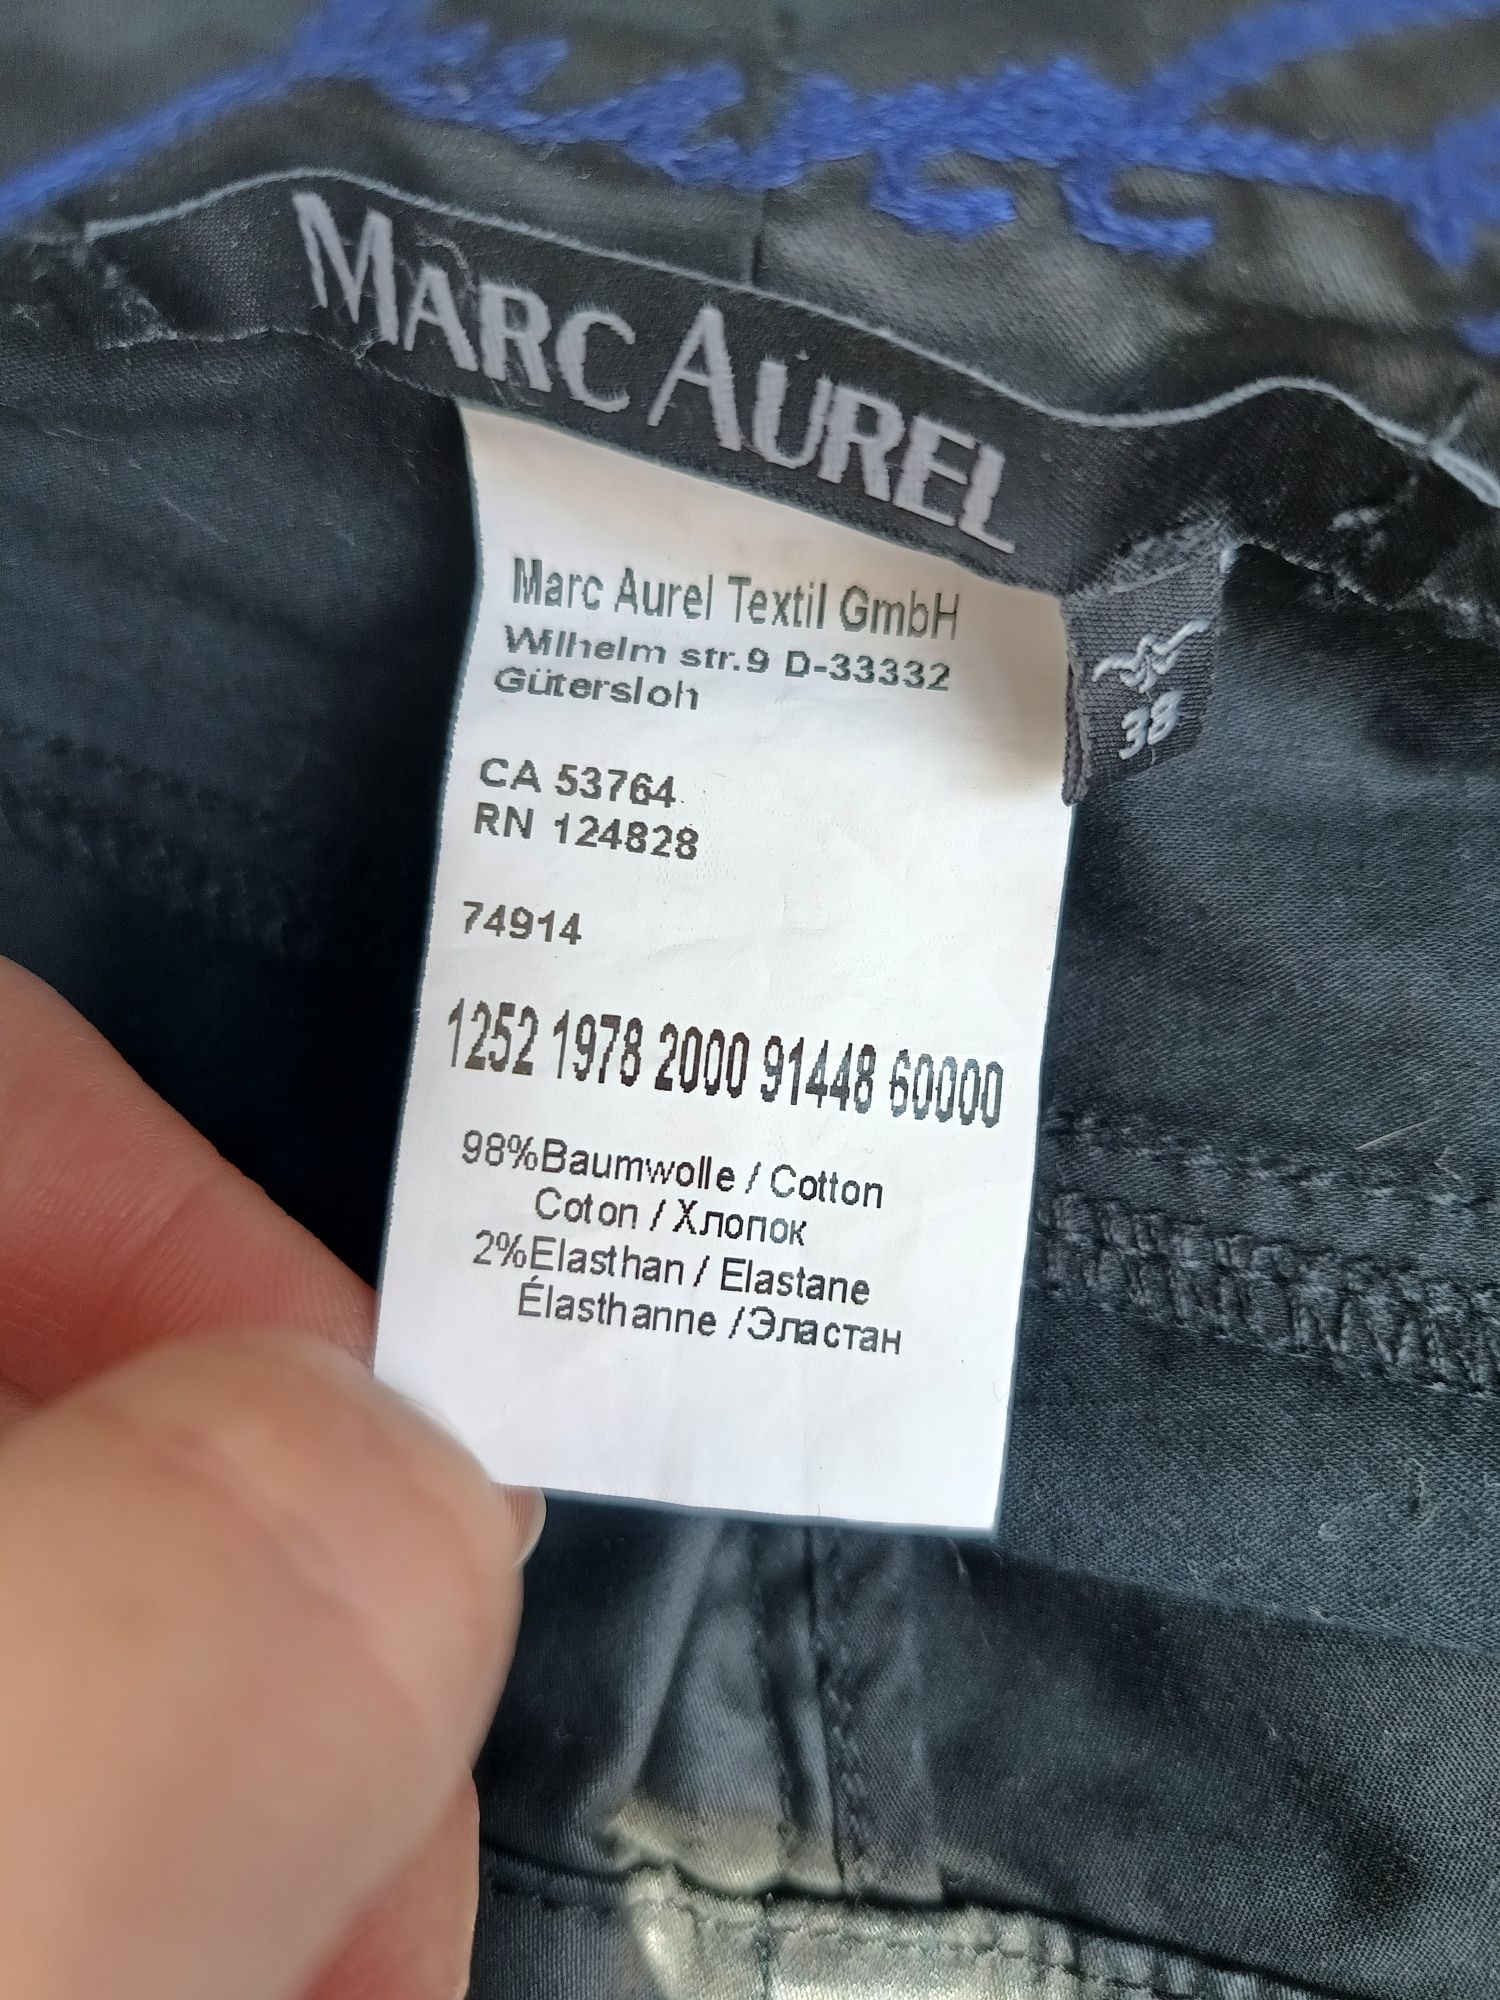 MARC AUREL
38
Marc Aurel Textil GmbH
Wilhelm str.9 D-33332
Gütersloh
CA 53764
RN 124828
74914
1252 1978 2000 91448 60000
98%Baumwolle / Cotton
Coton / Хлопок
2%Elasthan / Elastane
Élasthanne /Эластан